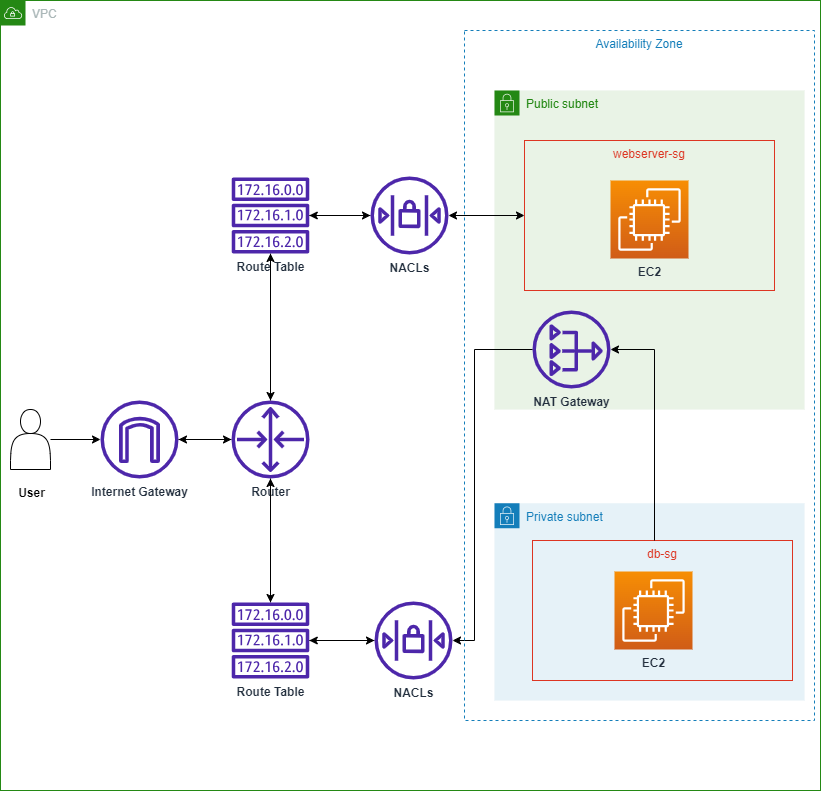 VPC
Availability Zone
Public subnet
webserver-sg
172.16.0.0
172.16.1.0
172.16.2.0
Route Table
NACLs
EC2
NAT Gateway
User
Internet Gateway
Router
Private subnet
db-sg
172.16.0.0
172.16.1.0
172.16.2.0
Route Table
NACLs
EC2